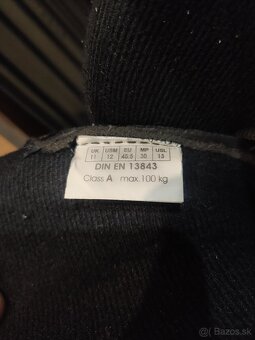 UK USM EU MP USL
11 12 46.5 30 13
DIN EN 13843
Class A max.100 kg
© Bazos.sk